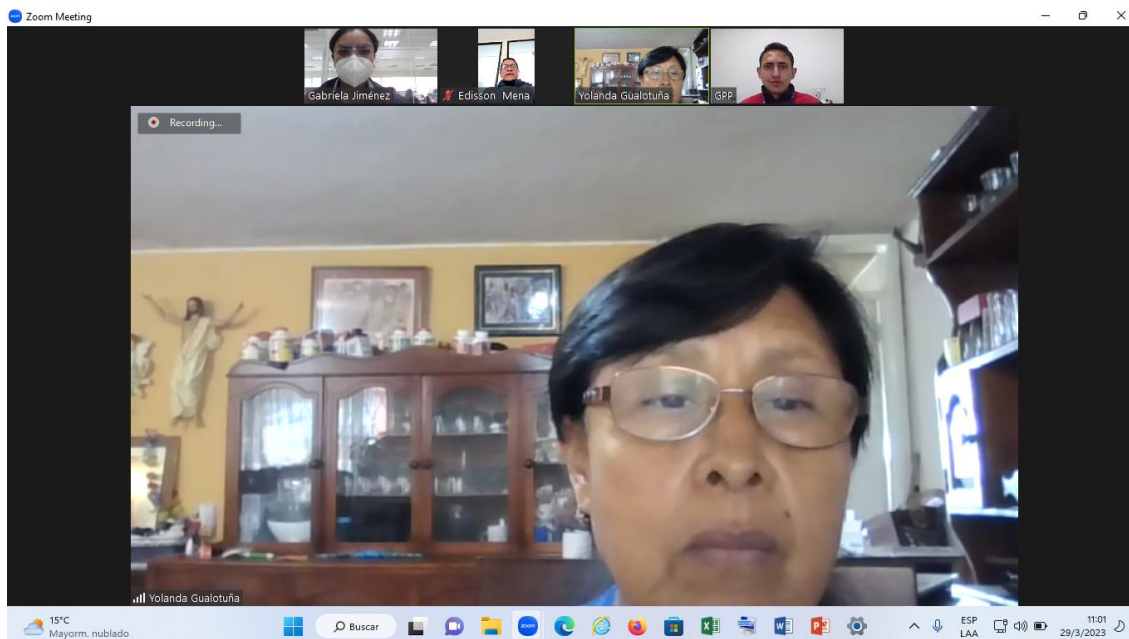 Zoom Meeting
Gabriela Jiménez
Edisson Mena
Yolanda Gualotuña
GPP
Recording...
Yolanda Gualotuña
15°C
Mayorm. nublado
Buscar
zoom
ESP
LAA
11:01
29/3/2023